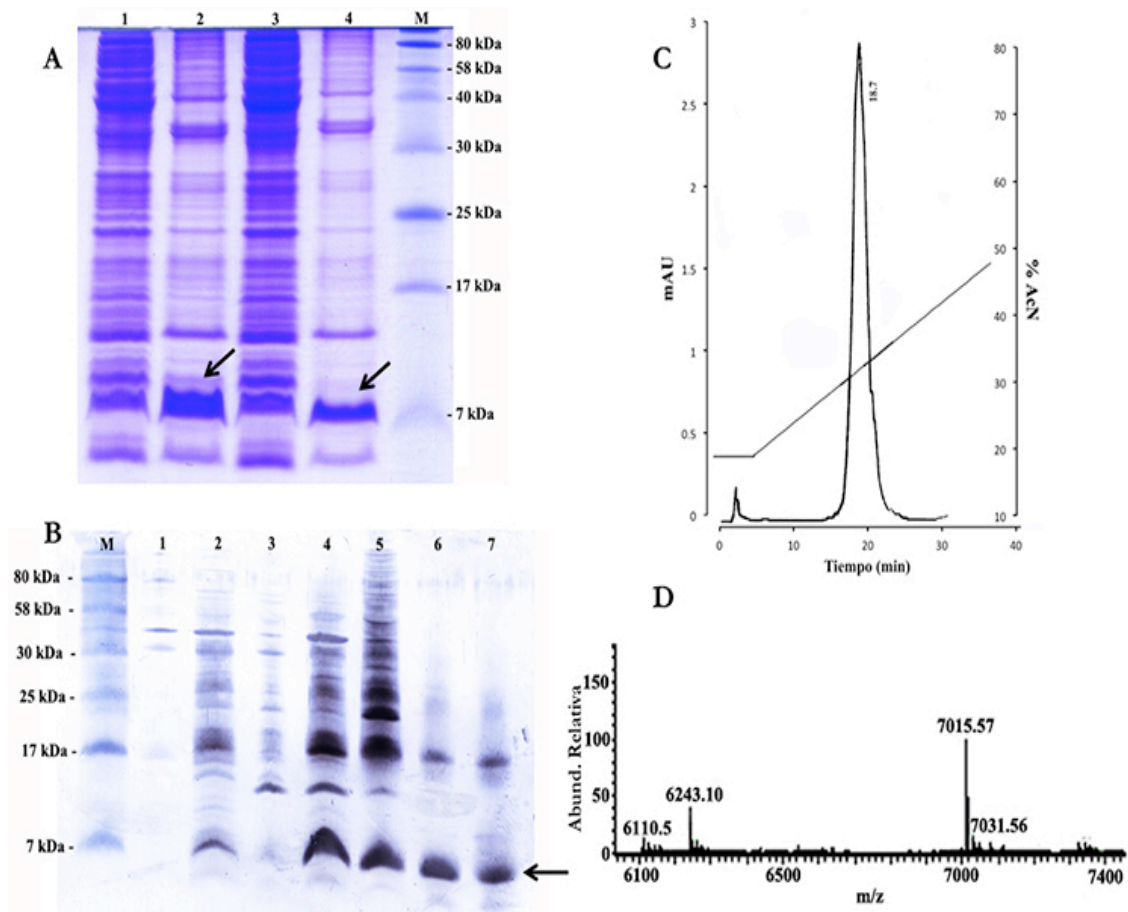 A
1 2 3 4 M
- 80 kDa
- 58 kDa
- 40 kDa
- 30 kDa
- 25 kDa
- 17 kDa
- 7 kDa
B
M 1 2 3 4 5 6 7
80 kDa -
58 kDa -
30 kDa -
25 kDa -
17 kDa -
7 kDa -
C
3
2.5
2
1.5
1
0.5
0
mAU
18.7
80
70
60
50
40
30
20
10
% AcN
0 10 20 30 40
Tiempo (min)
D
Abund. Relativa
150
100
50
0
6110.5
6243.10
7015.57
7031.56
6100 6500 7000 7400
m/z